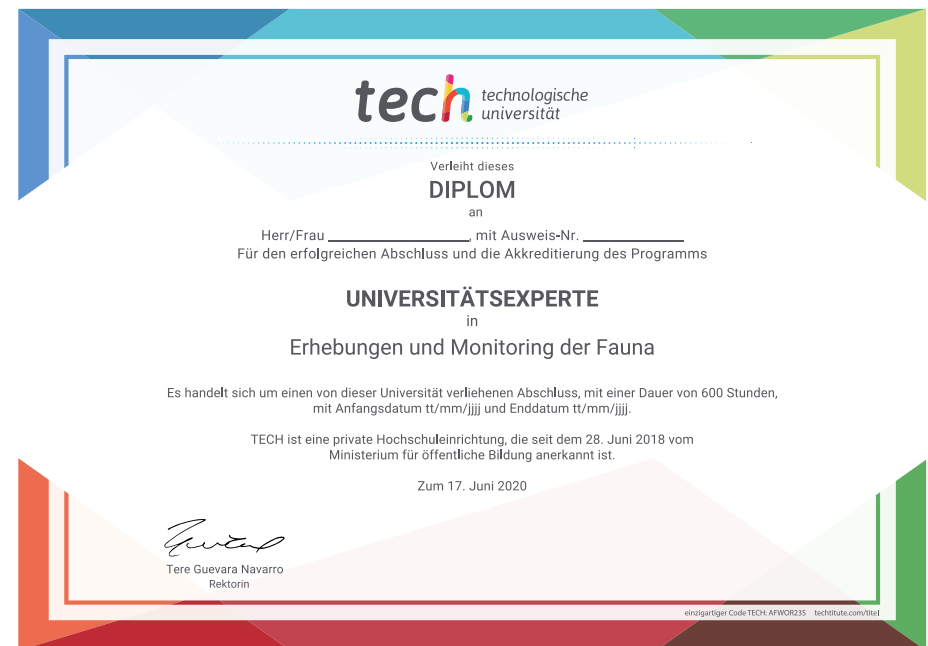 tech technologische
universität
Verleiht dieses
DIPLOM
an
Herr/Frau ____________________, mit Ausweis-Nr. ______________
Für den erfolgreichen Abschluss und die Akkreditierung des Programms
UNIVERSITÄTSEXPERTE
in
Erhebungen und Monitoring der Fauna
Es handelt sich um einen von dieser Universität verliehenen Abschluss, mit einer Dauer von 600 Stunden,
mit Anfangsdatum tt/mm/jjjj und Enddatum tt/mm/jjjj.
TECH ist eine private Hochschuleinrichtung, die seit dem 28. Juni 2018 vom
Ministerium für öffentliche Bildung anerkannt ist.
Zum 17. Juni 2020
Tere Guevara Navarro
Rektorin
einzigartiger Code TECH: AFWOR23S techtitute.com/titel